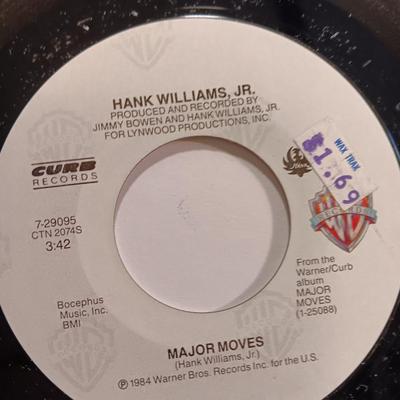 HANK WILLIAMS, JR.
PRODUCED AND RECORDED BY
JIMMY BOWEN AND HANK WILLIAMS, JR.
FOR LYNWOOD PRODUCTIONS, INC.
CURB
RECORDS
WAX TRAX
$1.69
7-29095
CTN 2074S
3:42
RECORDS
From the
Warner/Curb
album
MAJOR
MOVES
(1-25088)
Bocephus
Music, Inc.
BMI
MAJOR MOVES
(Hank Williams, Jr.)
℗ 1984 Warner Bros. Records Inc. for the U.S.